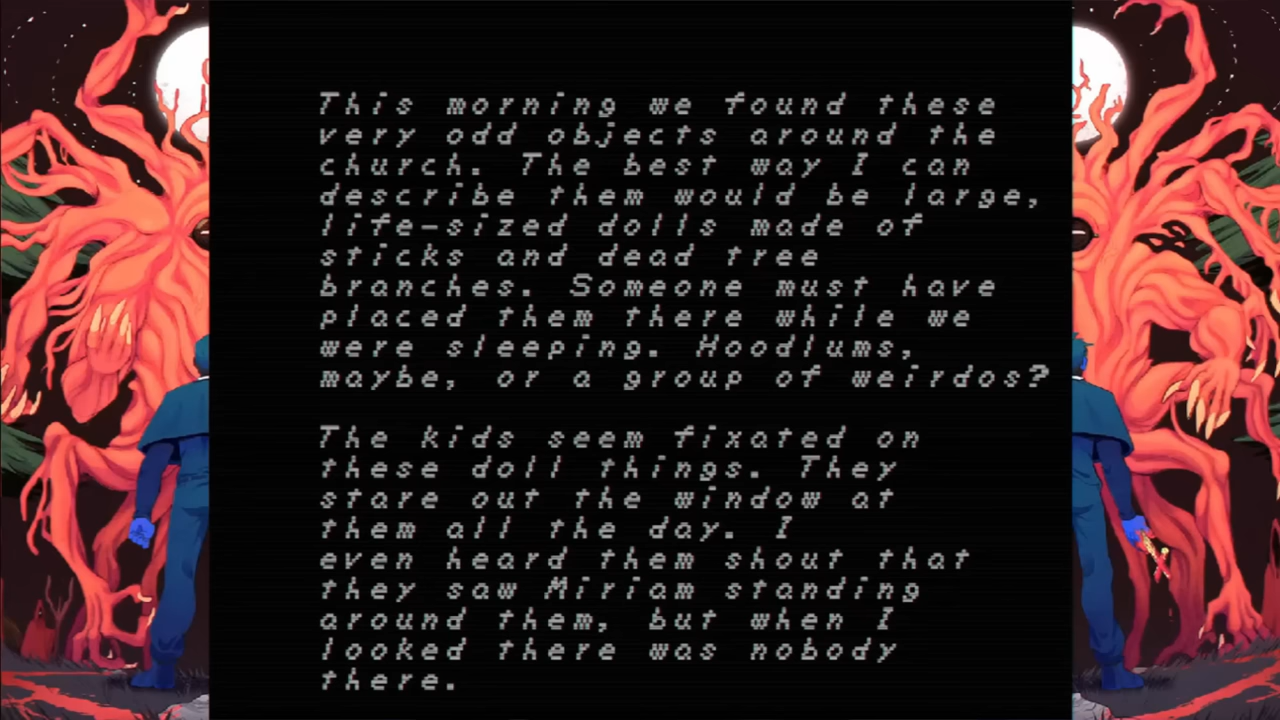 This morning we found these
very odd objects around the
church. The best way I can
describe them would be large,
life-sized dolls made of
sticks and dead tree
branches. Someone must have
placed them there while we
were sleeping. Hoodlums,
maybe, or a group of weirdos?
The kids seem fixated on
these doll things. They
stare out the window at
them all the day. I
even heard them shout that
they saw Miriam standing
around them, but when I
looked there was nobody
there.